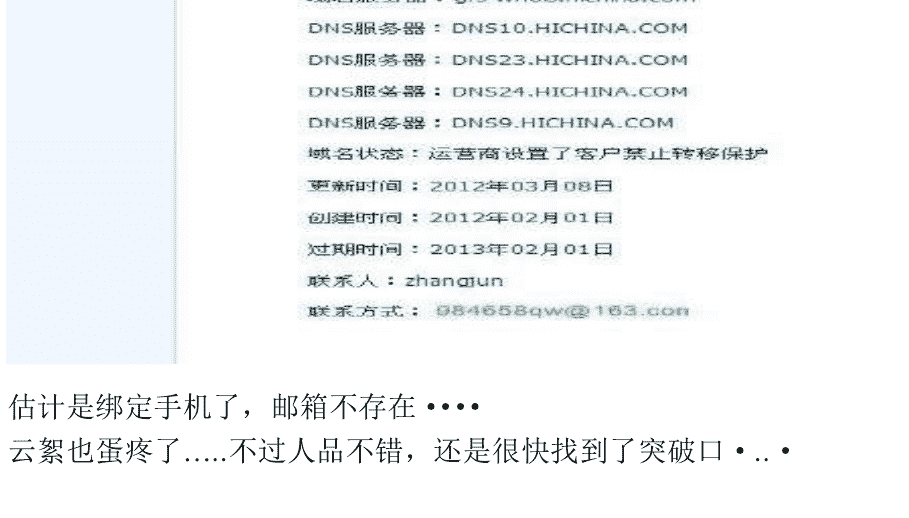 DNS服务器：DNS10.HICHINA.COM
DNS服务器：DNS23.HICHINA.COM
DNS服务器：DNS24.HICHINA.COM
DNS服务器：DNS9.HICHINA.COM
域名状态：运营商设置了客户禁止转移保护
更新时间：2012年03月08日
创建时间：2012年02月01日
过期时间：2013年02月01日
联系人：zhangjun
联系方式：984658qw@163.com
估计是绑定手机了，邮箱不存在····
云絮也蛋疼了…..不过人品不错，还是很快找到了突破口·..·